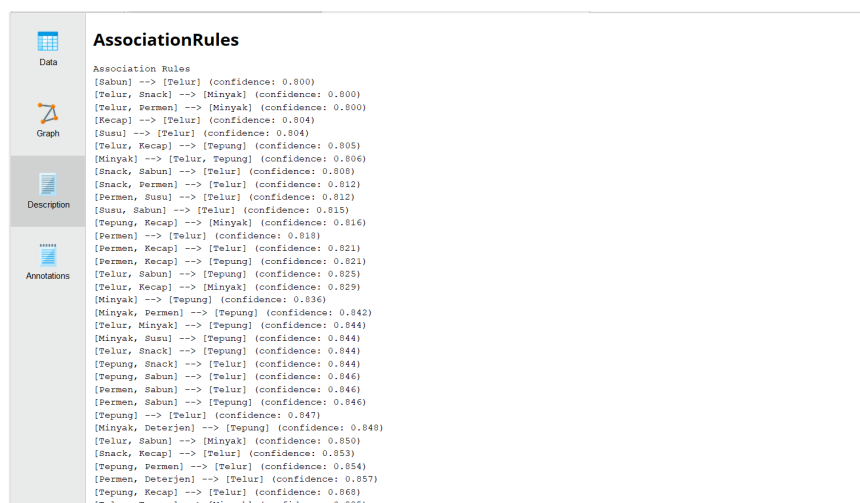 AssociationRules
Data
Graph
Description
Annotations
Association Rules
[Sabun] --> [Telur] (confidence: 0.800)
[Telur, Snack] --> [Minyak] (confidence: 0.800)
[Telur, Permen] --> [Minyak] (confidence: 0.800)
[Kecap] --> [Telur] (confidence: 0.804)
[Susu] --> [Telur] (confidence: 0.804)
[Telur, Kecap] --> [Tepung] (confidence: 0.805)
[Minyak] --> [Telur, Tepung] (confidence: 0.806)
[Snack, Sabun] --> [Telur] (confidence: 0.808)
[Snack, Permen] --> [Telur] (confidence: 0.812)
[Permen, Susu] --> [Telur] (confidence: 0.812)
[Susu, Sabun] --> [Telur] (confidence: 0.815)
[Tepung, Kecap] --> [Minyak] (confidence: 0.816)
[Permen] --> [Telur] (confidence: 0.818)
[Permen, Kecap] --> [Telur] (confidence: 0.821)
[Permen, Kecap] --> [Tepung] (confidence: 0.821)
[Telur, Sabun] --> [Tepung] (confidence: 0.825)
[Telur, Kecap] --> [Minyak] (confidence: 0.829)
[Minyak] --> [Tepung] (confidence: 0.836)
[Minyak, Permen] --> [Tepung] (confidence: 0.842)
[Telur, Minyak] --> [Tepung] (confidence: 0.844)
[Minyak, Susu] --> [Tepung] (confidence: 0.844)
[Telur, Snack] --> [Tepung] (confidence: 0.844)
[Tepung, Snack] --> [Telur] (confidence: 0.844)
[Tepung, Sabun] --> [Telur] (confidence: 0.846)
[Permen, Sabun] --> [Telur] (confidence: 0.846)
[Permen, Sabun] --> [Tepung] (confidence: 0.846)
[Tepung] --> [Telur] (confidence: 0.847)
[Minyak, Deterjen] --> [Tepung] (confidence: 0.848)
[Telur, Sabun] --> [Minyak] (confidence: 0.850)
[Snack, Kecap] --> [Telur] (confidence: 0.853)
[Tepung, Permen] --> [Telur] (confidence: 0.854)
[Permen, Deterjen] --> [Telur] (confidence: 0.857)
[Tepung, Kecap] --> [Telur] (confidence: 0.868)